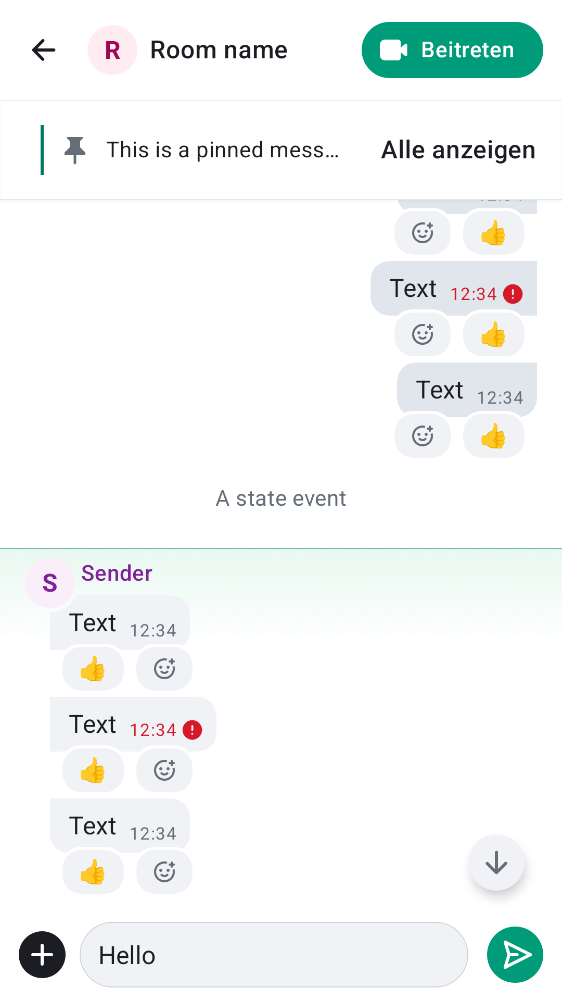 R Room name Beitreten
This is a pinned mess... Alle anzeigen
Text 12:34
Text 12:34
A state event
S Sender
Text 12:34
Text 12:34
Text 12:34
Hello